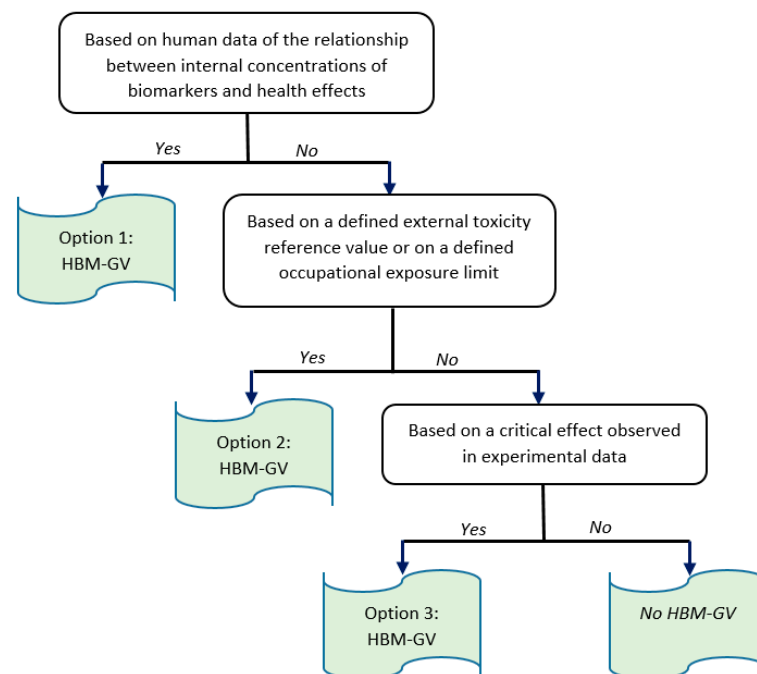 Based on human data of the relationship
between internal concentrations of
biomarkers and health effects
Yes
No
Option 1:
HBM-GV
Based on a defined external toxicity
reference value or on a defined
occupational exposure limit
Yes
No
Option 2:
HBM-GV
Based on a critical effect observed
in experimental data
Yes
No
Option 3:
HBM-GV
No HBM-GV